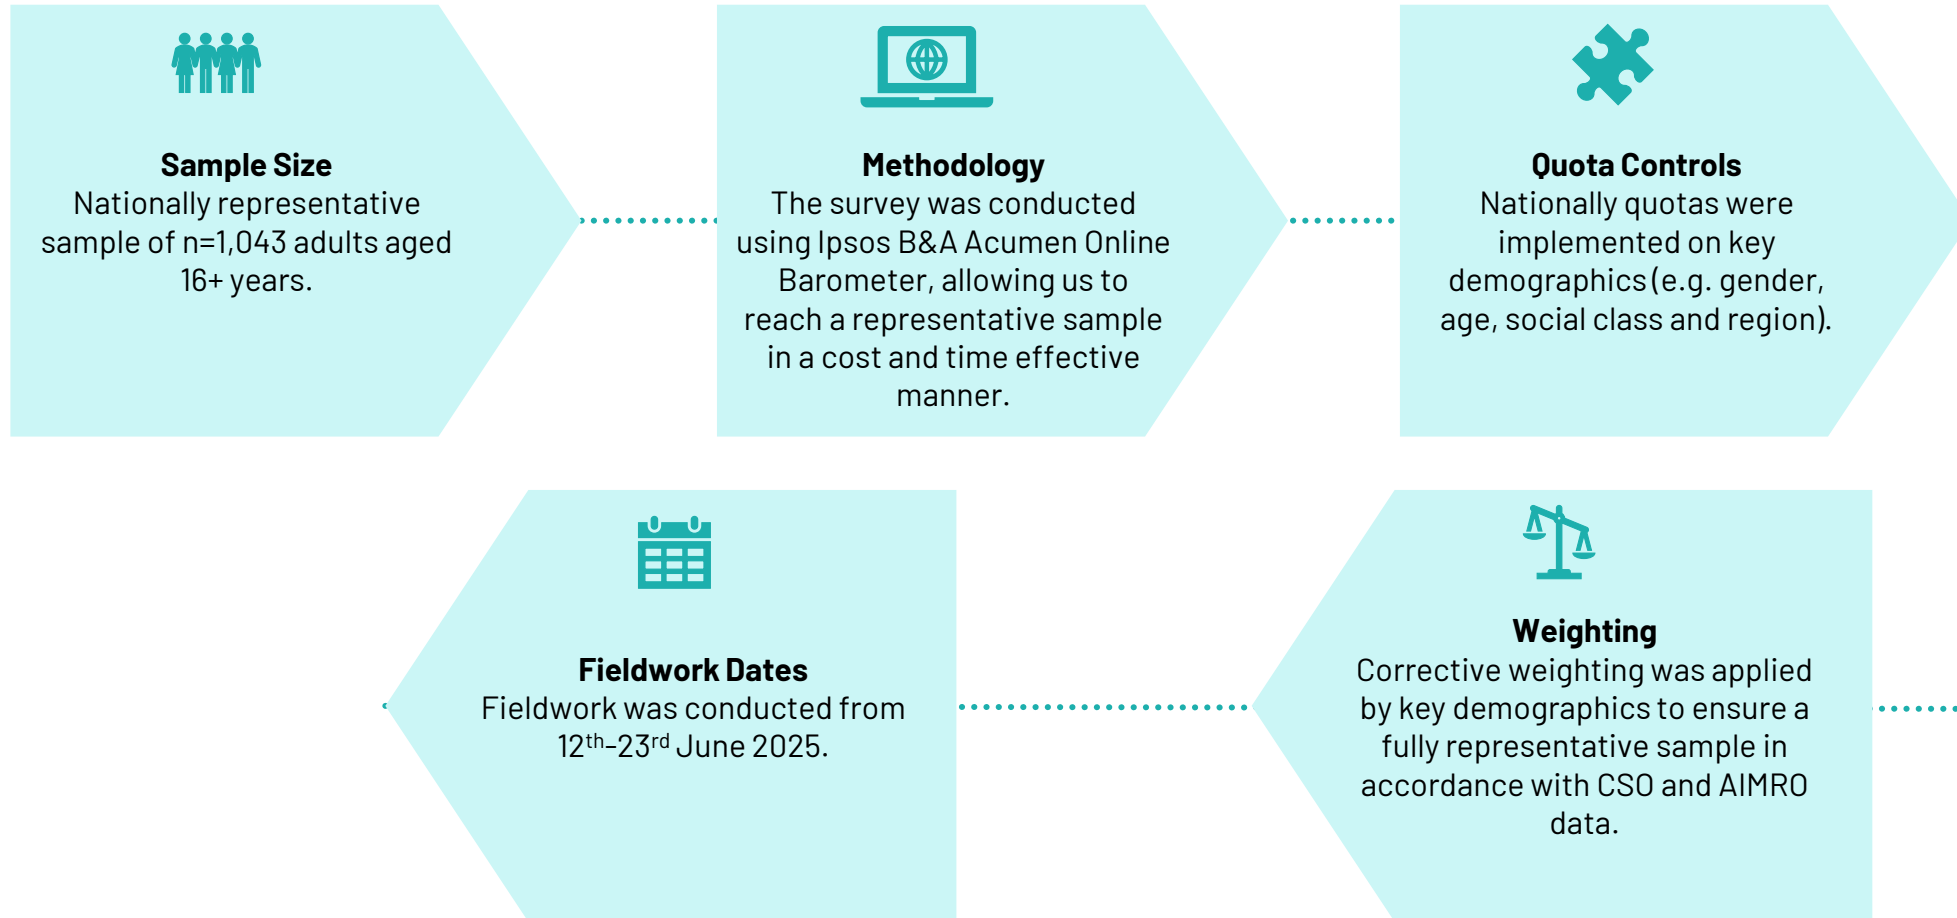 Sample Size
Nationally representative
sample of n=1,043 adults aged
16+ years.
Methodology
The survey was conducted
using Ipsos B&A Acumen Online
Barometer, allowing us to
reach a representative sample
in a cost and time effective
manner.
Quota Controls
Nationally quotas were
implemented on key
demographics (e.g. gender,
age, social class and region).
Weighting
Corrective weighting was applied
by key demographics to ensure a
fully representative sample in
accordance with CSO and AIMRO
data.
Fieldwork Dates
Fieldwork was conducted from
12th–23rd June 2025.